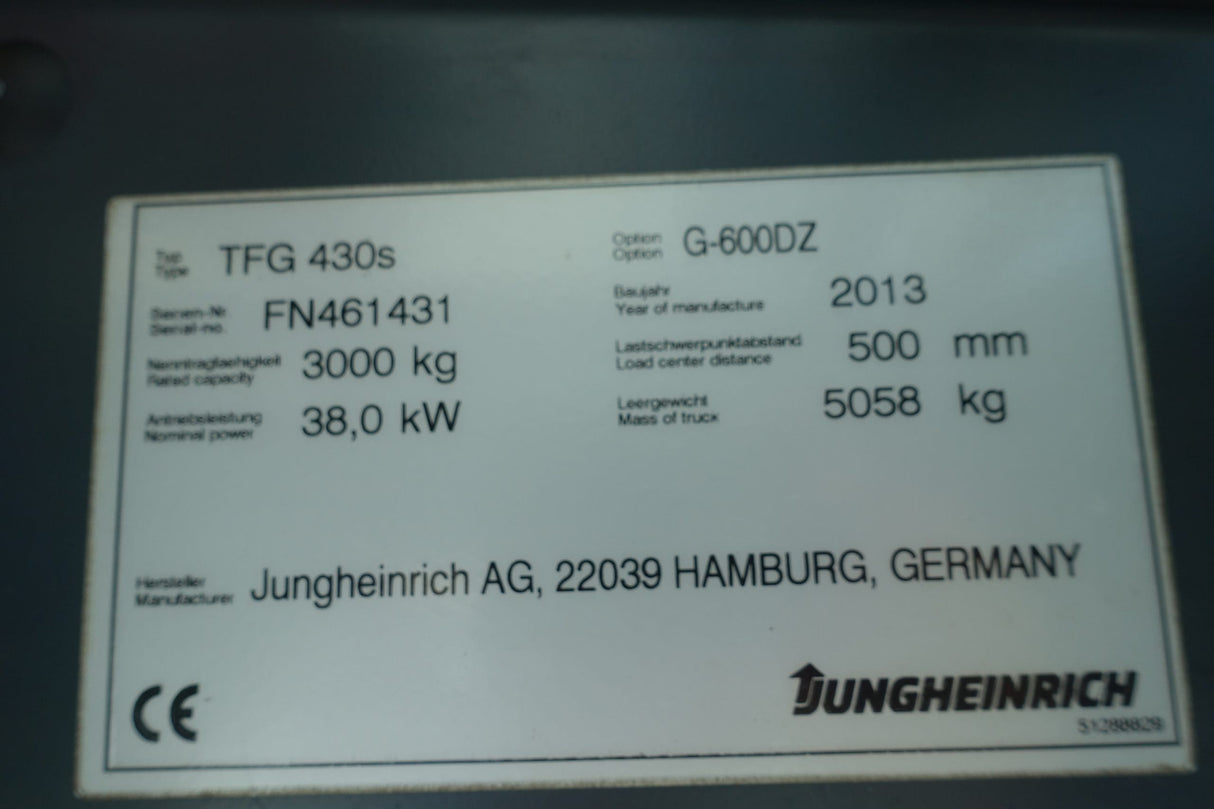 Typ
Type TFG 430s
Option
Option G-600DZ
Serien-Nr
Serial-no. FN461431
Baujahr
Year of manufacture 2013
Nenntragfaehigkeit
Rated capacity 3000 kg
Lastschwerpunktabstand
Load center distance 500 mm
Antriebsleistung
Nominal power 38,0 kW
Leergewicht
Mass of truck 5058 kg
Hersteller
Manufacturer Jungheinrich AG, 22039 HAMBURG, GERMANY
CE
JUNGHEINRICH